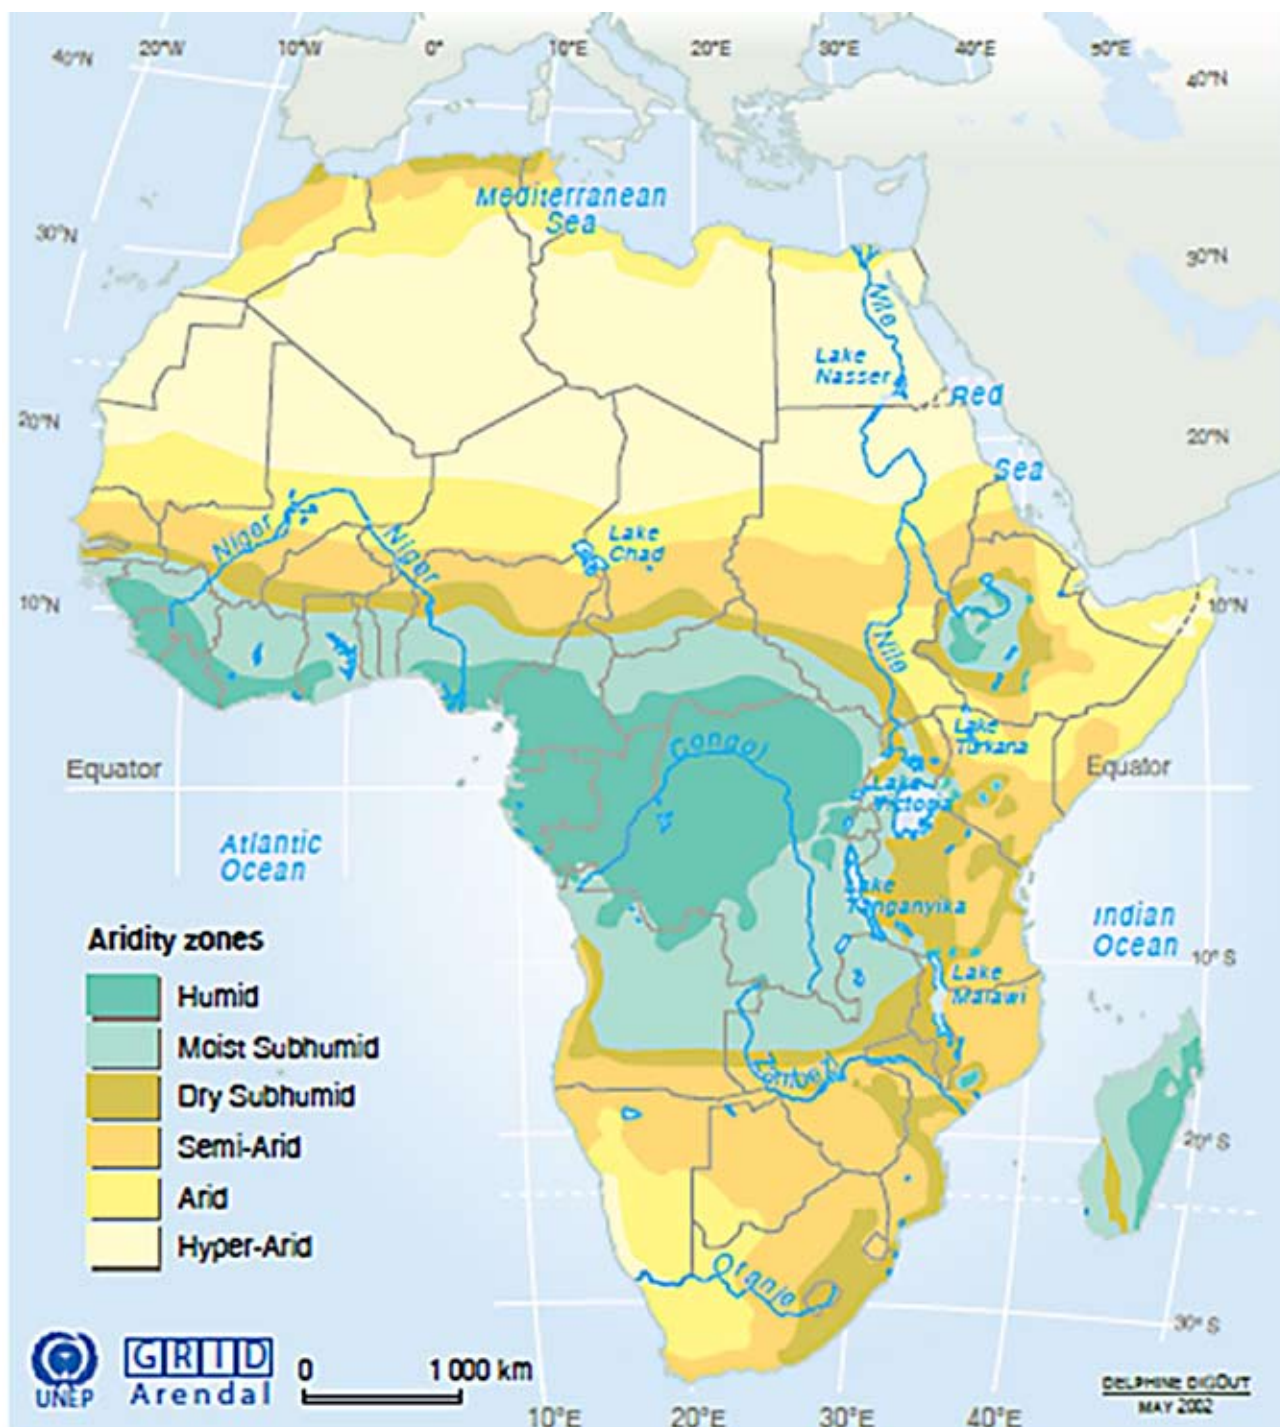 20°W 10°W 0° 10°E 20°E 30°E 40°E 50°E
40°N 40°N
Mediterranean
Sea
30°N 30°N
Nile
Lake
Nasser
Red
20°N 20°N
Sea
Niger Niger
Lake
Chad
10°N 10°N
Nile
Lake
Turkana
Congo
Equator Equator
Lake
Victoria
Atlantic
Ocean
Lake
Tanganyika
Indian
Ocean
Aridity zones
10° S
Lake
Malawi
Humid
Moist Subhumid
Zambezi
Dry Subhumid
Semi-Arid
20° S
Arid
Hyper-Arid
Oranje
30° S
UNEP
GRID
Arendal
0 1 000 km
DELPHINE DIGOUT
MAY 2002
10°E 20°E 30°E 40°E